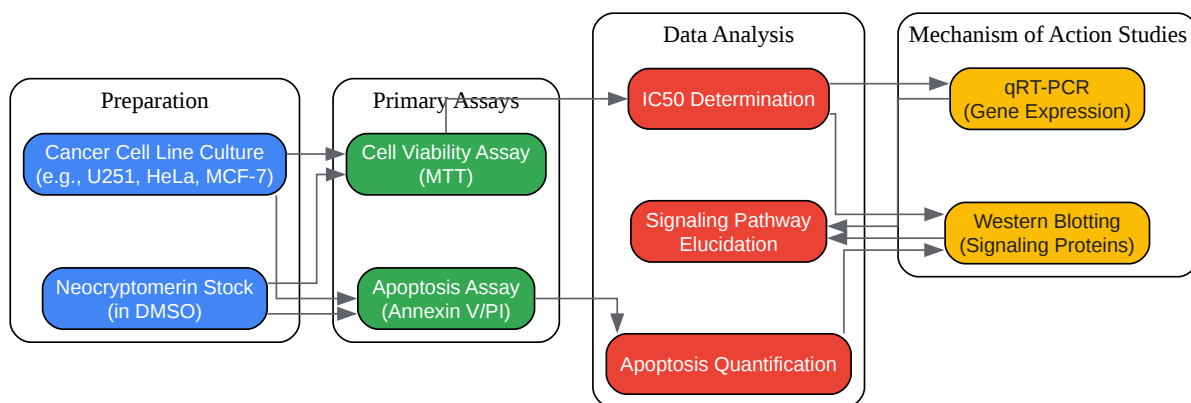 Preparation
Cancer Cell Line Culture
(e.g., U251, HeLa, MCF-7)
Neocryptomerin Stock
(in DMSO)
Primary Assays
Cell Viability Assay
(MTT)
Apoptosis Assay
(Annexin V/PI)
Data Analysis
IC50 Determination
Signaling Pathway
Elucidation
Apoptosis Quantification
Mechanism of Action Studies
qRT-PCR
(Gene Expression)
Western Blotting
(Signaling Proteins)